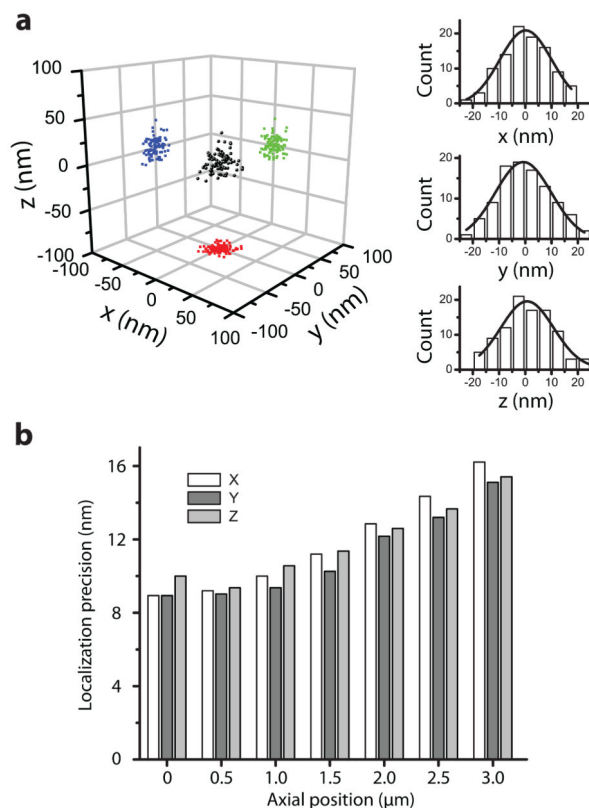 a
100
50
0
-50
-100
z (nm)
-100
-50
0
50
100
x (nm)
-100
-50
0
50
100
y (nm)
20
10
0
Count
-20 -10 0 10 20
x (nm)
20
10
0
Count
-20 -10 0 10 20
y (nm)
20
10
0
Count
-20 -10 0 10 20
z (nm)
b
16
12
8
4
0
Localization precision (nm)
X
Y
Z
0 0.5 1.0 1.5 2.0 2.5 3.0
Axial position (μm)